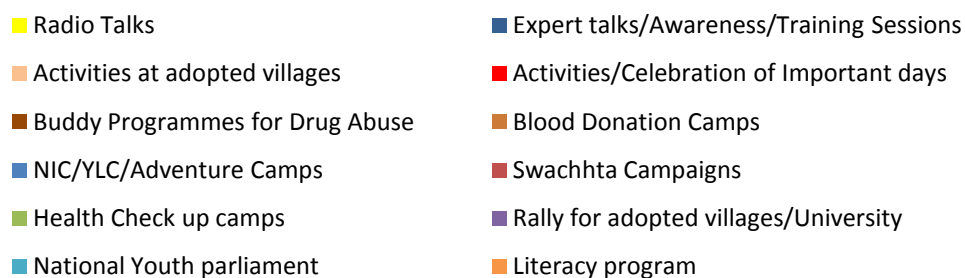 Radio Talks
Expert talks/Awareness/Training Sessions
Activities at adopted villages
Activities/Celebration of Important days
Buddy Programmes for Drug Abuse
Blood Donation Camps
NIC/YLC/Adventure Camps
Swachhta Campaigns
Health Check up camps
Rally for adopted villages/University
National Youth parliament
Literacy program